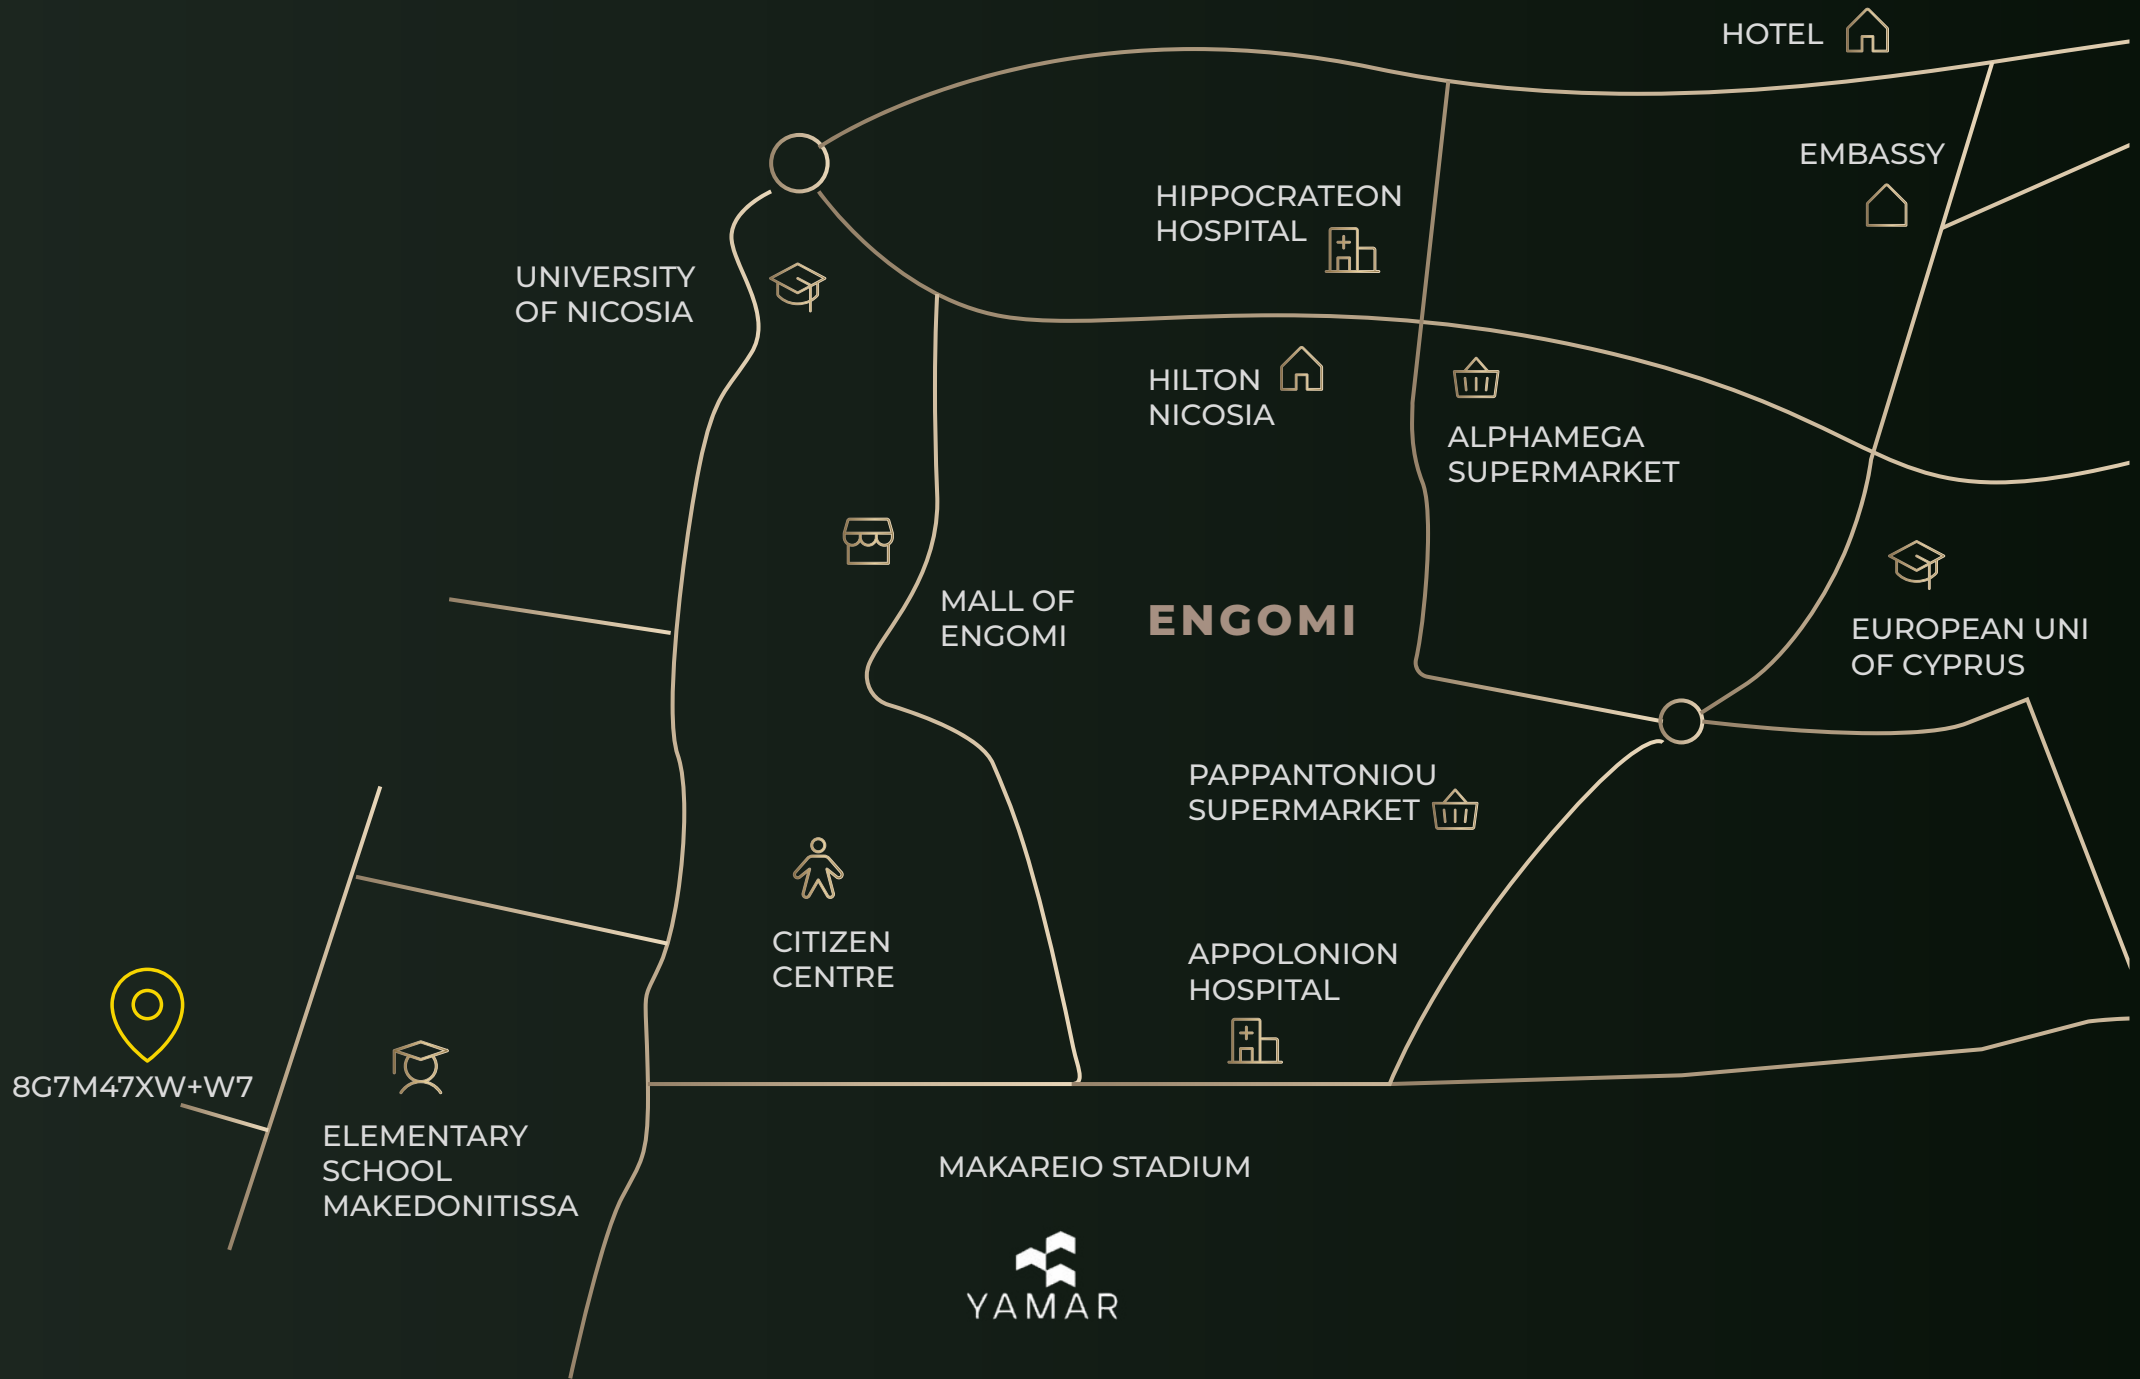 HOTEL
EMBASSY
HIPPOCRATEON
HOSPITAL
UNIVERSITY
OF NICOSIA
HILTON
NICOSIA
ALPHAMEGA
SUPERMARKET
MALL OF
ENGOMI
ENGOMI
EUROPEAN UNI
OF CYPRUS
PAPPANTONIOU
SUPERMARKET
CITIZEN
CENTRE
APPOLONION
HOSPITAL
8G7M47XW+W7
ELEMENTARY
SCHOOL
MAKEDONITISSA
MAKAREIO STADIUM
YAMAR